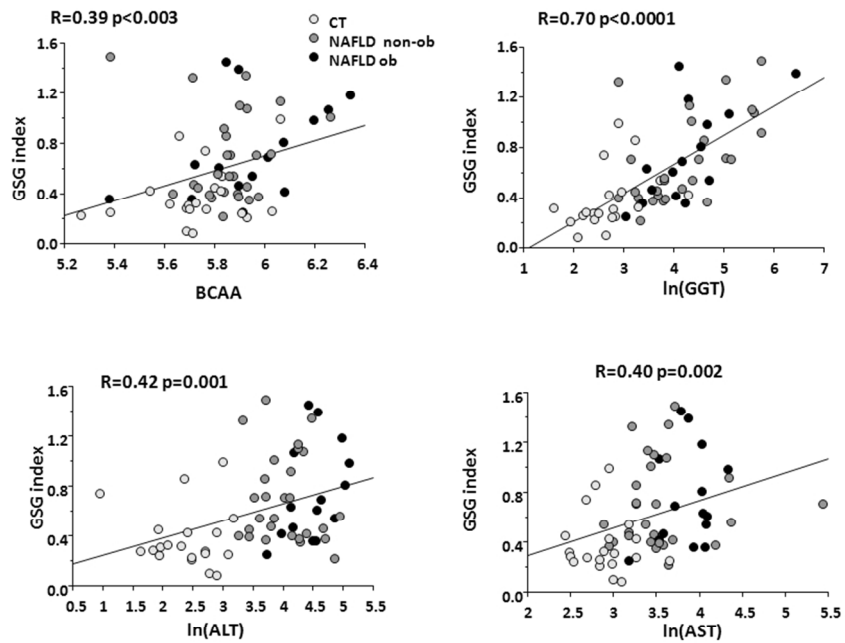 R=0.39 p<0.003
CT
NAFLD non-ob
NAFLD ob
GSG index
1.6
1.2
0.8
0.4
0.0
5.2 5.4 5.6 5.8 6 6.2 6.4
BCAA
R=0.70 p<0.0001
GSG index
1.6
1.2
0.8
0.4
0.0
1 2 3 4 5 6 7
ln(GGT)
R=0.42 p=0.001
GSG index
1.6
1.2
0.8
0.4
0.0
0.5 1 1.5 2 2.5 3 3.5 4 4.5 5 5.5
ln(ALT)
R=0.40 p=0.002
GSG index
1.6
1.2
0.8
0.4
0.0
2 2.5 3 3.5 4 4.5 5 5.5
ln(AST)